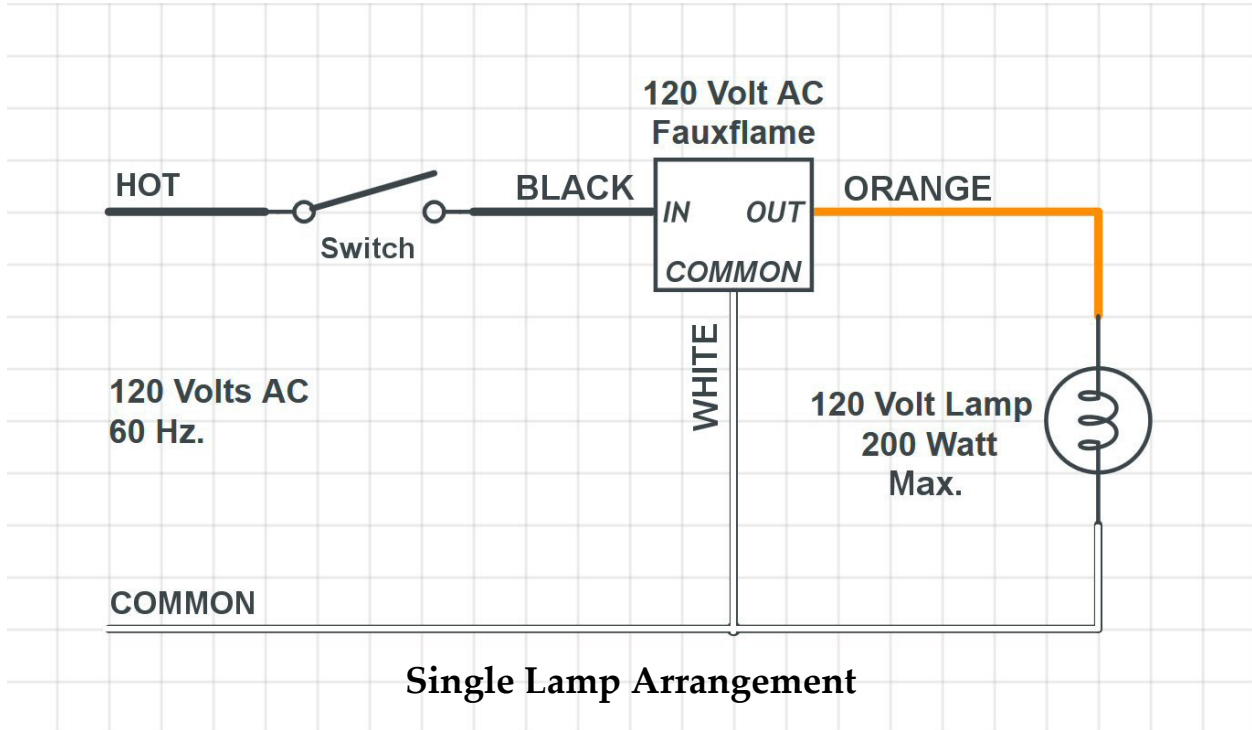 120 Volt AC
Fauxflame
HOT
BLACK
IN
OUT
ORANGE
Switch
COMMON
WHITE
120 Volts AC
60 Hz.
120 Volt Lamp
200 Watt
Max.
COMMON
Single Lamp Arrangement